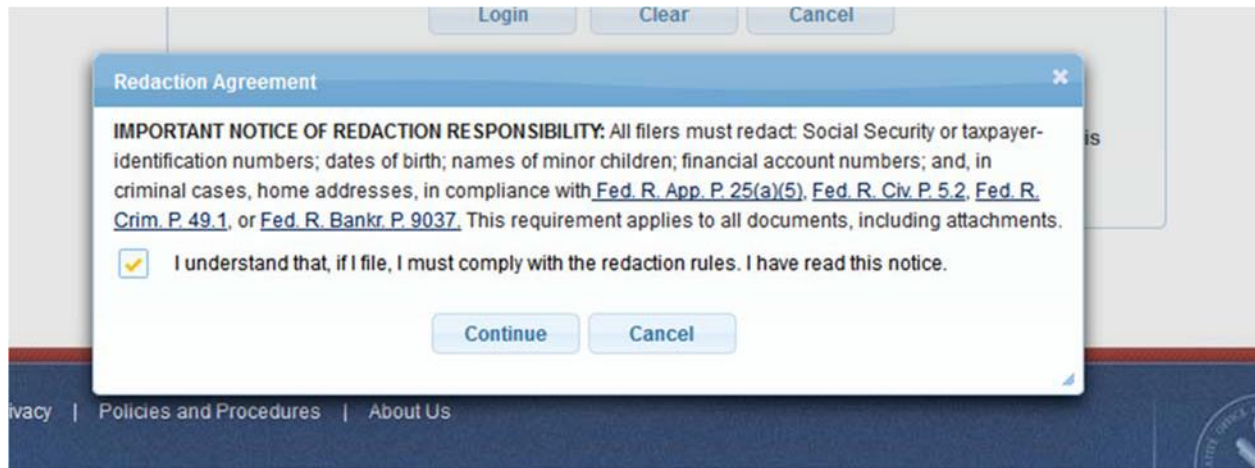 Login Clear Cancel
Redaction Agreement
IMPORTANT NOTICE OF REDACTION RESPONSIBILITY: All filers must redact: Social Security or taxpayer-
is
identification numbers; dates of birth; names of minor children; financial account numbers; and, in
criminal cases, home addresses, in compliance with Fed. R. App. P. 25(a)(5), Fed. R. Civ. P. 5.2, Fed. R.
Crim. P. 49.1, or Fed. R. Bankr. P. 9037. This requirement applies to all documents, including attachments.
I understand that, if I file, I must comply with the redaction rules. I have read this notice.
Continue Cancel
ivacy | Policies and Procedures | About Us